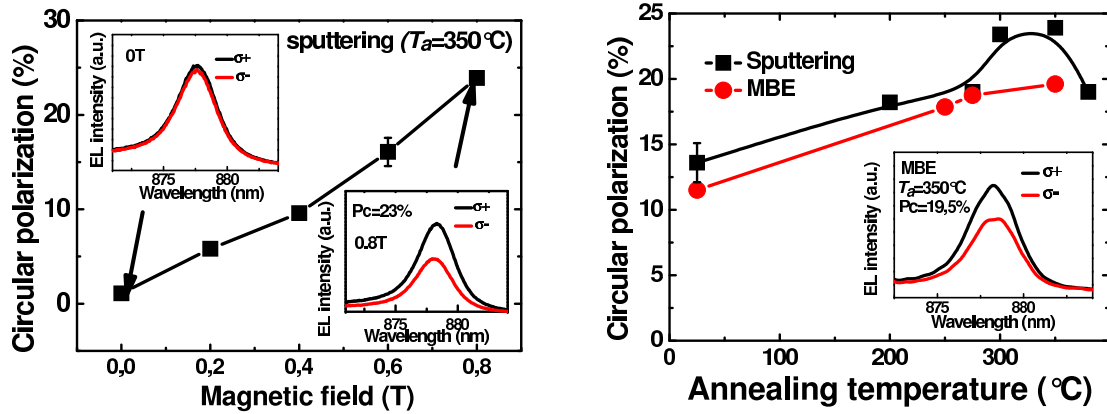 Circular polarization (%)
30
20
10
0
0,0
0,2
0,4
0,6
0,8
Magnetic field (T)
sputtering (Ta=350°C)
EL intensity (a.u.)
0T
σ+
σ-
875
880
Wavelength (nm)
EL intensity (a.u.)
Pc=23%
σ+
σ-
0.8T
875
880
Wavelength (nm)
Circular polarization (%)
25
20
15
10
5
0
0
100
200
300
Annealing temperature (°C)
Sputtering
MBE
EL intensity (a.u.)
MBE
Ta=350°C
Pc=19,5%
σ+
σ-
875
880
Wavelength (nm)